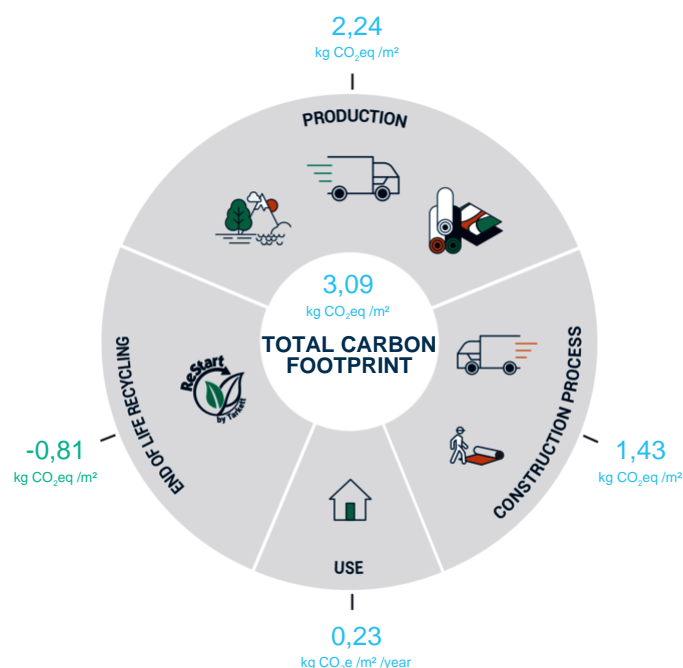 2,24
kg CO₂eq /m²
PRODUCTION
3,09
kg CO₂eq /m²
TOTAL CARBON
FOOTPRINT
END OF LIFE RECYCLING
ReStart
by Tarkett
CONSTRUCTION PROCESS
-0,81
kg CO₂eq /m²
1,43
kg CO₂eq /m²
USE
0,23
kg CO₂e /m² /year